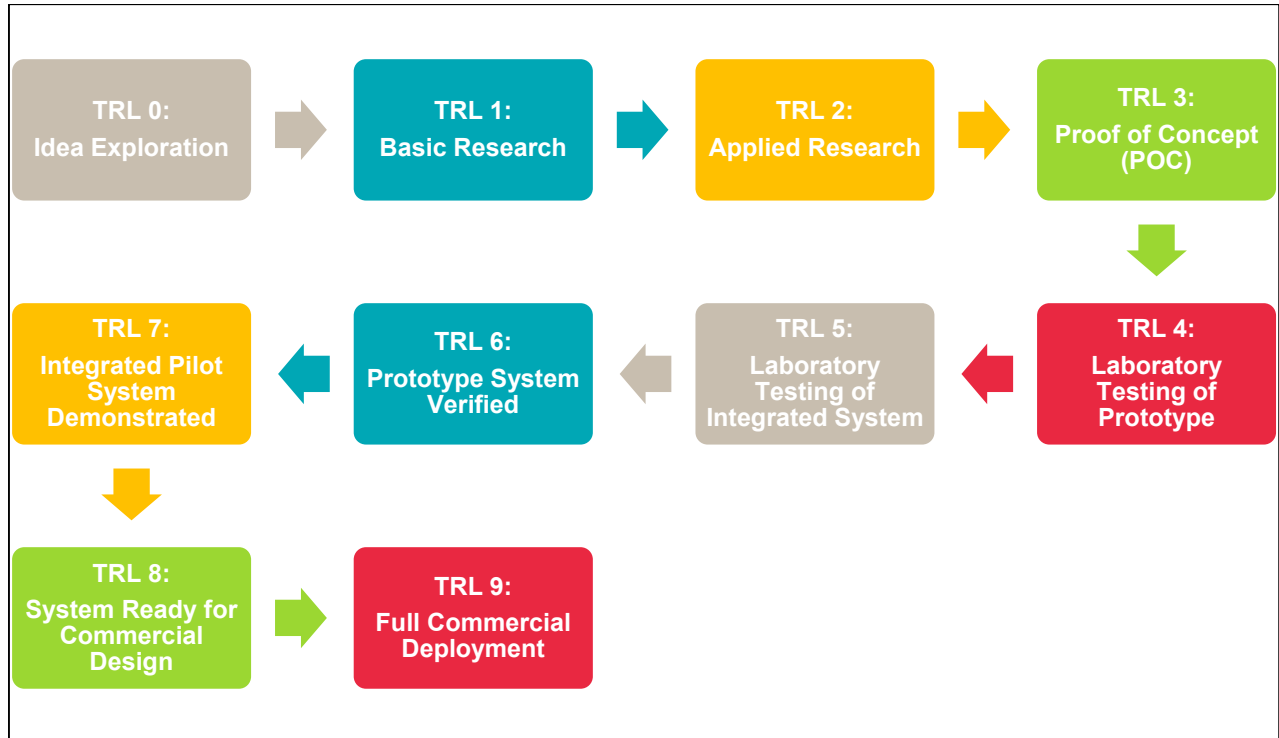 TRL 0:
Idea Exploration
TRL 1:
Basic Research
TRL 2:
Applied Research
TRL 3:
Proof of Concept
(POC)
TRL 4:
Laboratory
Testing of
Prototype
TRL 5:
Laboratory
Testing of
Integrated System
TRL 6:
Prototype System
Verified
TRL 7:
Integrated Pilot
System
Demonstrated
TRL 8:
System Ready for
Commercial
Design
TRL 9:
Full Commercial
Deployment